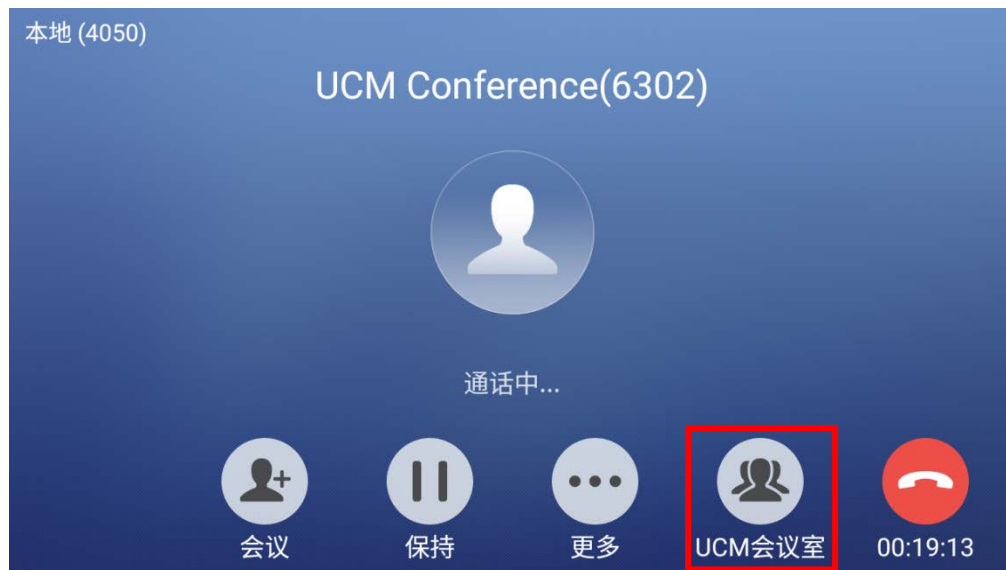 本地 (4050)
UCM Conference(6302)
通话中...
会议 保持 更多 UCM会议室 00:19:13